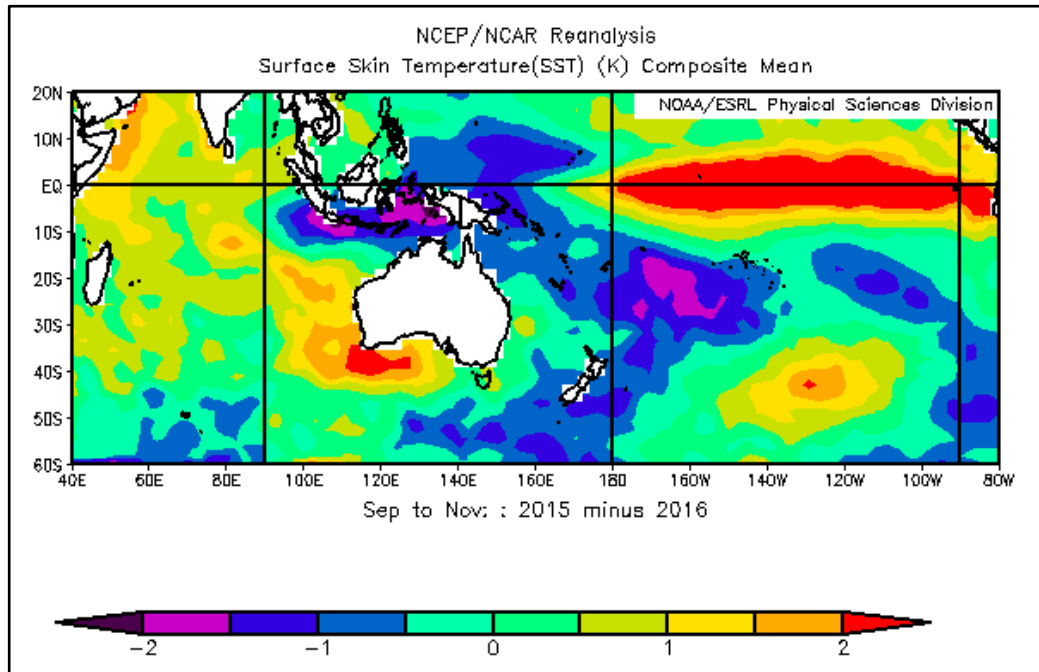 NCEP/NCAR Reanalysis
Surface Skin Temperature(SST) (K) Composite Mean
NOAA/ESRL Physical Sciences Division
20N
10N
EQ
10S
20S
30S
40S
50S
60S
40E 60E 80E 100E 120E 140E 160E 180 160W 140W 120W 100W 80W
Sep to Nov: : 2015 minus 2016
-2 -1 0 1 2